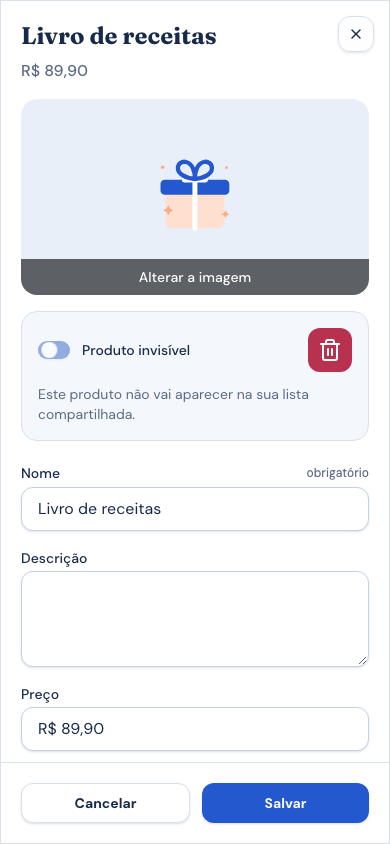 Livro de receitas
R$ 89,90
Alterar a imagem
Produto invisível
Este produto não vai aparecer na sua lista
compartilhada.
Nome obrigatório
Livro de receitas
Descrição
Preço
R$ 89,90
Cancelar Salvar